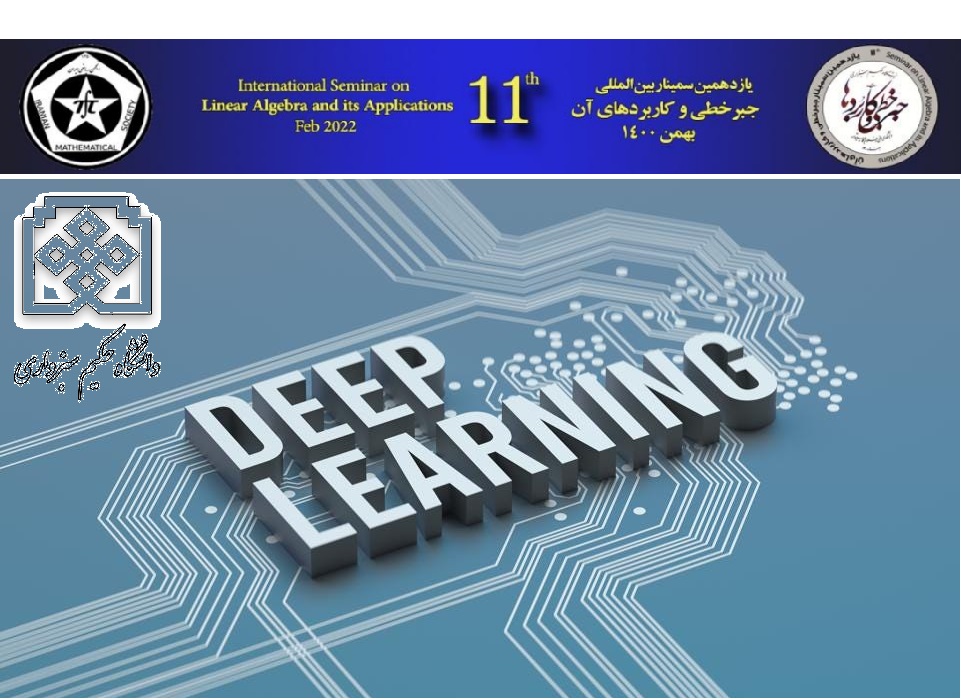 IRANIAN
MATHEMATICAL
SOCIETY
International Seminar on
Linear Algebra and its Applications
Feb 2022
11th
یازدهمین سمینار بین‌المللی
جبر خطی و کاربردهای آن
بهمن ۱۴۰۰
دانشگاه حکیم سبزواری
DEEP
LEARNING